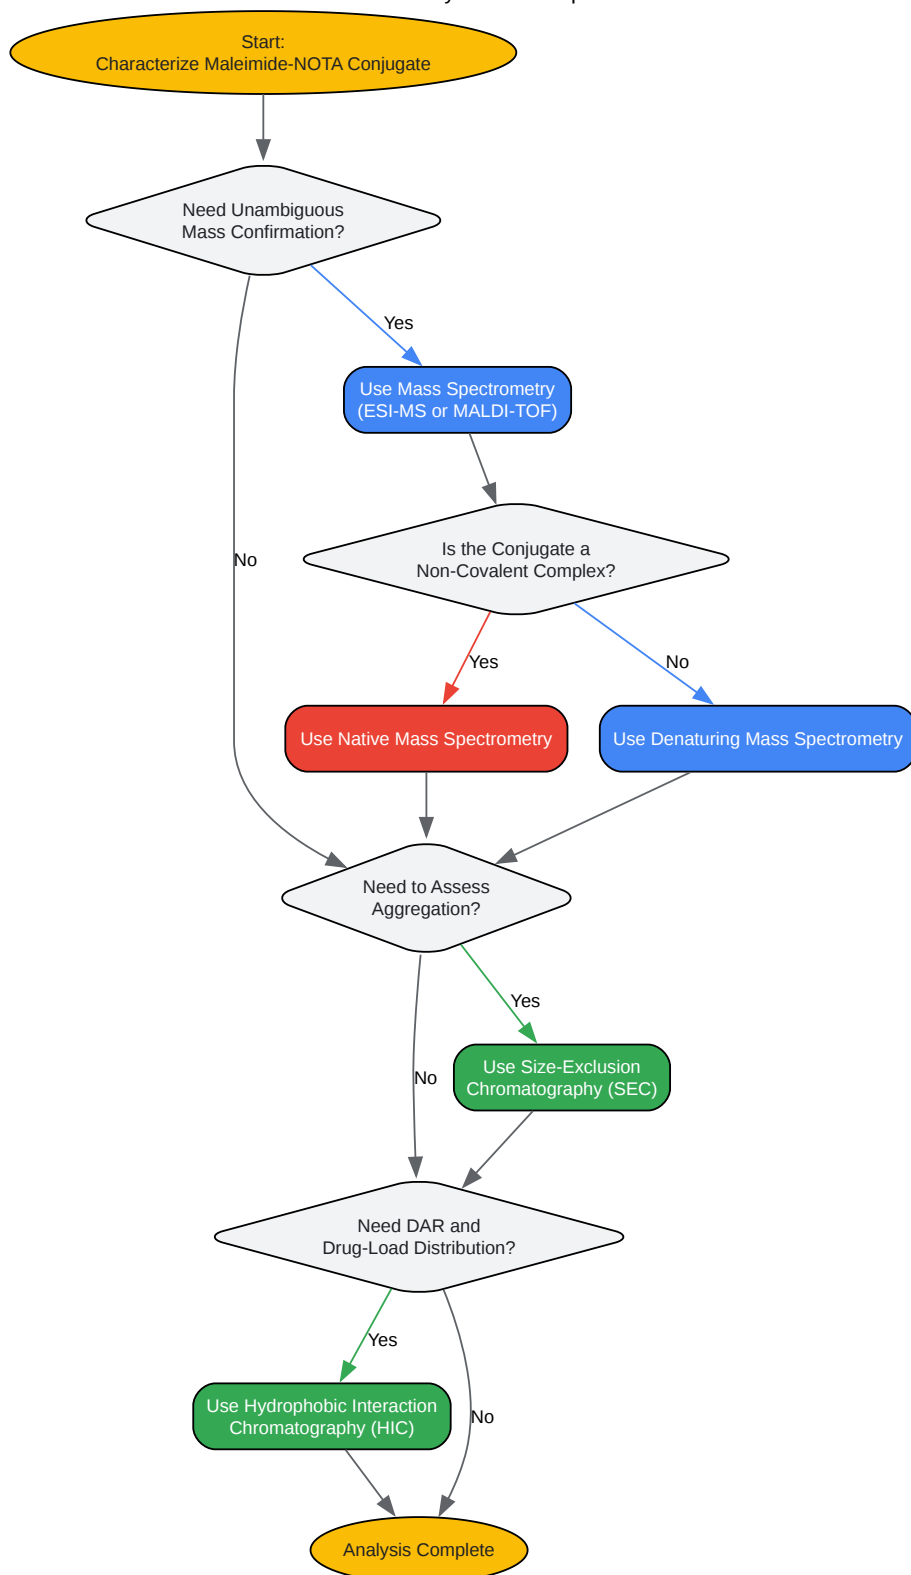 Start:
Characterize Maleimide-NOTA Conjugate
Need Unambiguous
Mass Confirmation?
Yes
Use Mass Spectrometry
(ESI-MS or MALDI-TOF)
Is the Conjugate a
Non-Covalent Complex?
No
Yes
No
Use Native Mass Spectrometry
Use Denaturing Mass Spectrometry
Need to Assess
Aggregation?
Yes
Use Size-Exclusion
Chromatography (SEC)
No
Need DAR and
Drug-Load Distribution?
Yes
Use Hydrophobic Interaction
Chromatography (HIC)
No
Analysis Complete